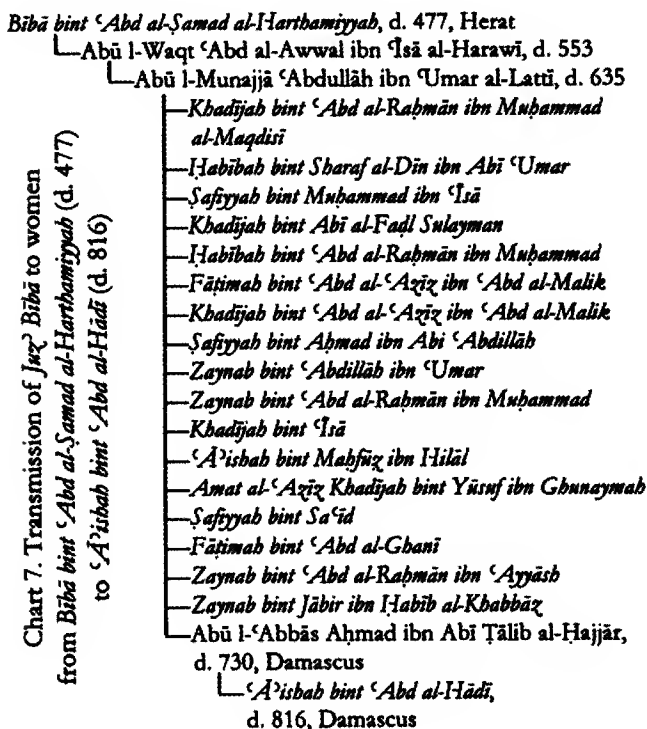 Bībā bint ʿAbd al-Ṣamad al-Harthamiyyah, d. 477, Herat
Abū l-Waqt ʿAbd al-Awwal ibn ʿĪsā al-Harawī, d. 553
Abū l-Munajjā ʿAbdullāh ibn ʿUmar al-Lattī, d. 635
Khadījah bint ʿAbd al-Raḥmān ibn Muḥammad
al-Maqdisī
Ḥabībah bint Sharaf al-Dīn ibn Abī ʿUmar
Ṣafiyyah bint Muḥammad ibn ʿĪsā
Khadījah bint Abī al-Faḍl Sulayman
Ḥabībah bint ʿAbd al-Raḥmān ibn Muḥammad
Fāṭimah bint ʿAbd al-ʿAzīz ibn ʿAbd al-Malik
Khadījah bint ʿAbd al-ʿAzīz ibn ʿAbd al-Malik
Ṣafiyyah bint Aḥmad ibn Abi ʿAbdillāh
Zaynab bint ʿAbdillāh ibn ʿUmar
Zaynab bint ʿAbd al-Raḥmān ibn Muḥammad
Khadījah bint ʿĪsā
ʿĀʾishah bint Maḥfūẓ ibn Hilāl
Amat al-ʿAzīz Khadījah bint Yūsuf ibn Ghunaymah
Ṣafiyyah bint Saʿīd
Fāṭimah bint ʿAbd al-Ghanī
Zaynab bint ʿAbd al-Raḥmān ibn ʿAyyāsh
Zaynab bint Jābir ibn Ḥabīb al-Khabbāz
Abū l-ʿAbbās Aḥmad ibn Abī Ṭālib al-Ḥajjār,
d. 730, Damascus
ʿĀʾishah bint ʿAbd al-Hādī,
d. 816, Damascus
Chart 7. Transmission of Juzʾ Bībā to women
from Bībā bint ʿAbd al-Ṣamad al-Harthamiyyah (d. 477)
to ʿĀʾishah bint ʿAbd al-Hādī (d. 816)